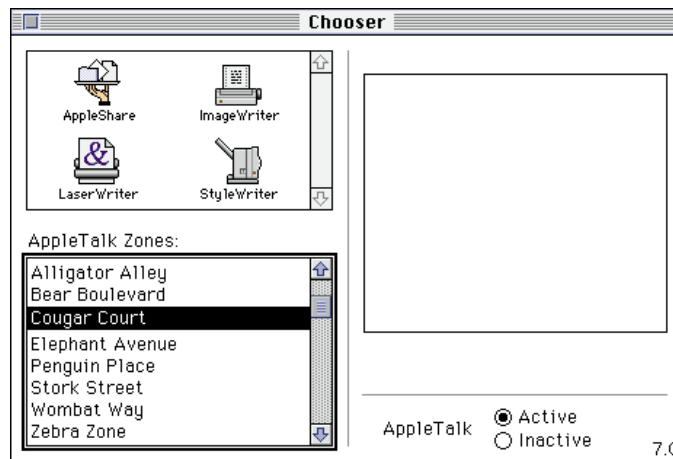 Chooser
AppleShare
ImageWriter
&
LaserWriter
StyleWriter
AppleTalk Zones:
Alligator Alley
Bear Boulevard
Cougar Court
Elephant Avenue
Penguin Place
Stork Street
Wombat Way
Zebra Zone
AppleTalk
Active
Inactive